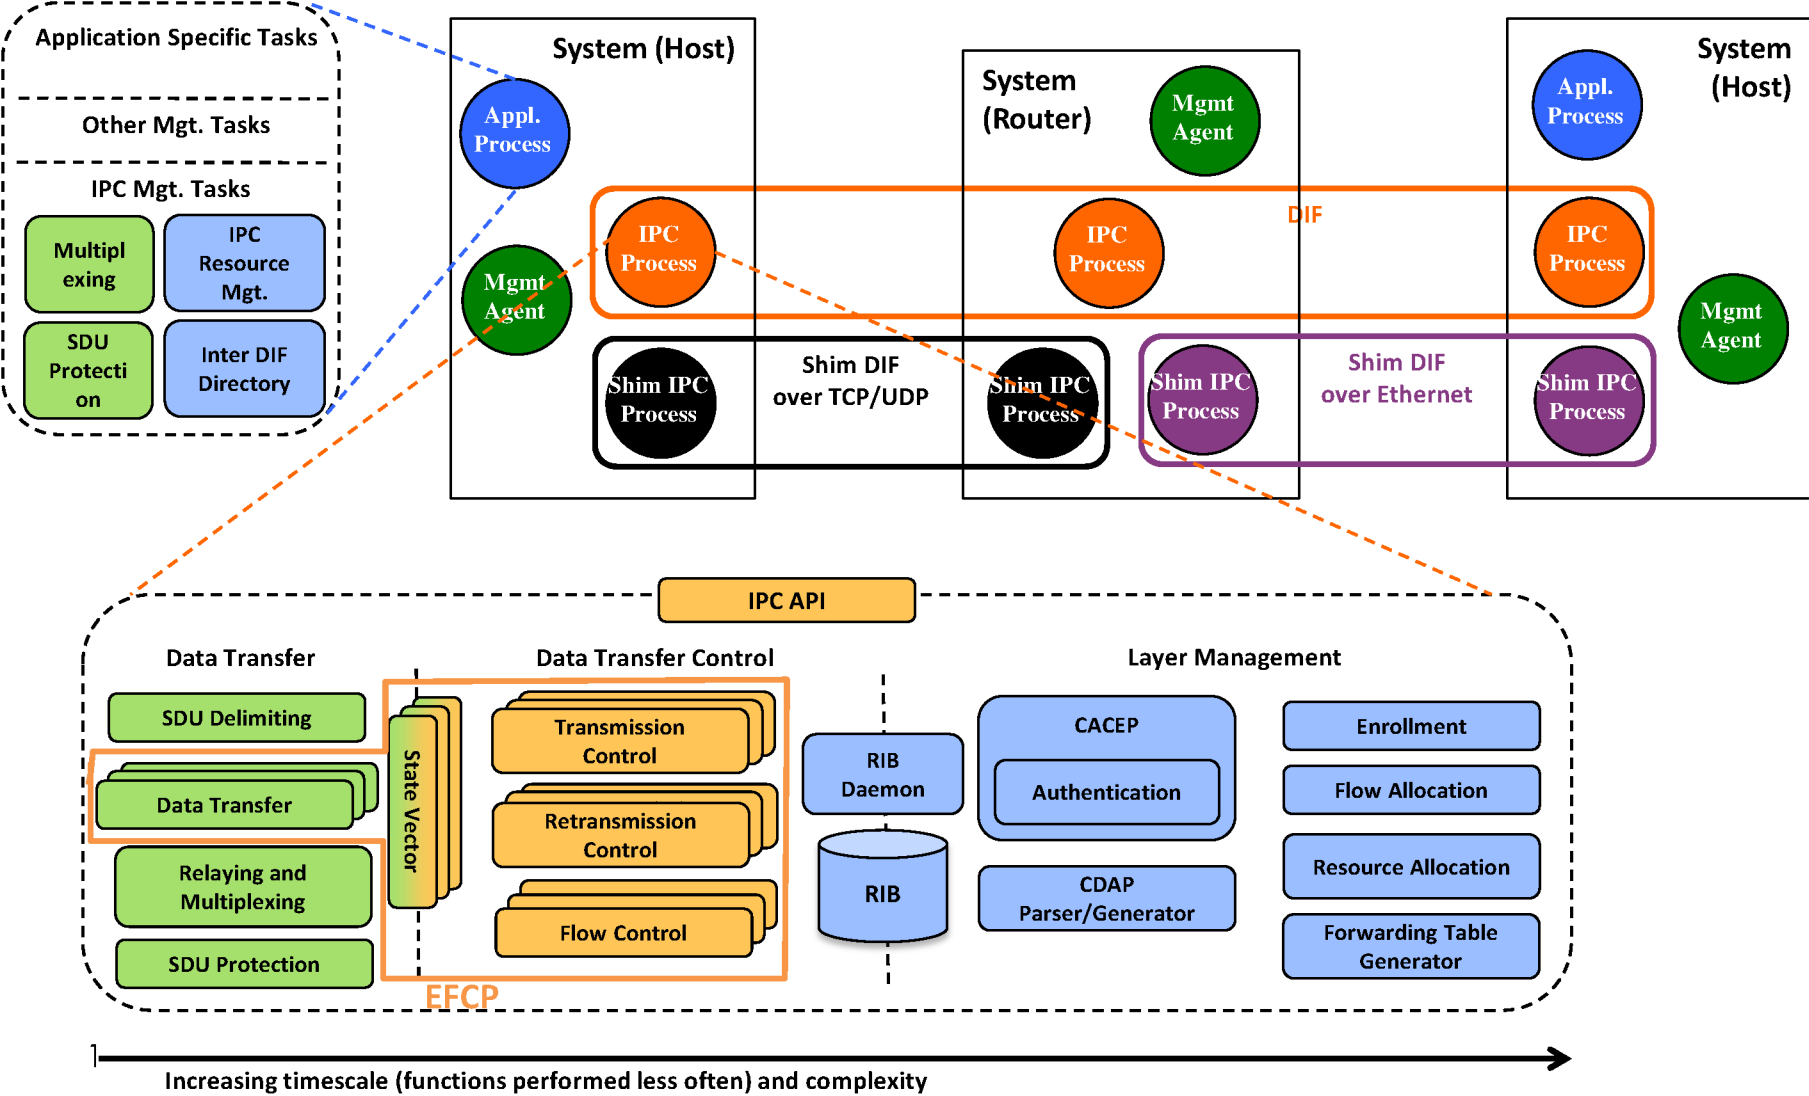 Application Specific Tasks
Other Mgt. Tasks
IPC Mgt. Tasks
Multipl
exing
IPC
Resource
Mgt.
SDU
Protecti
on
Inter DIF
Directory
System (Host)
Appl.
Process
Mgmt
Agent
IPC
Process
Shim IPC
Process
Shim DIF
over TCP/UDP
System
(Router)
Mgmt
Agent
IPC
Process
Shim IPC
Process
Shim IPC
Process
DIF
Shim DIF
over Ethernet
System
(Host)
Appl.
Process
IPC
Process
Mgmt
Agent
Shim IPC
Process
IPC API
Data Transfer
SDU Delimiting
Data Transfer
Relaying and
Multiplexing
SDU Protection
State Vector
Data Transfer Control
Transmission
Control
Retransmission
Control
Flow Control
EFCP
RIB
Daemon
RIB
Layer Management
CACEP
Authentication
CDAP
Parser/Generator
Enrollment
Flow Allocation
Resource Allocation
Forwarding Table
Generator
Increasing timescale (functions performed less often) and complexity